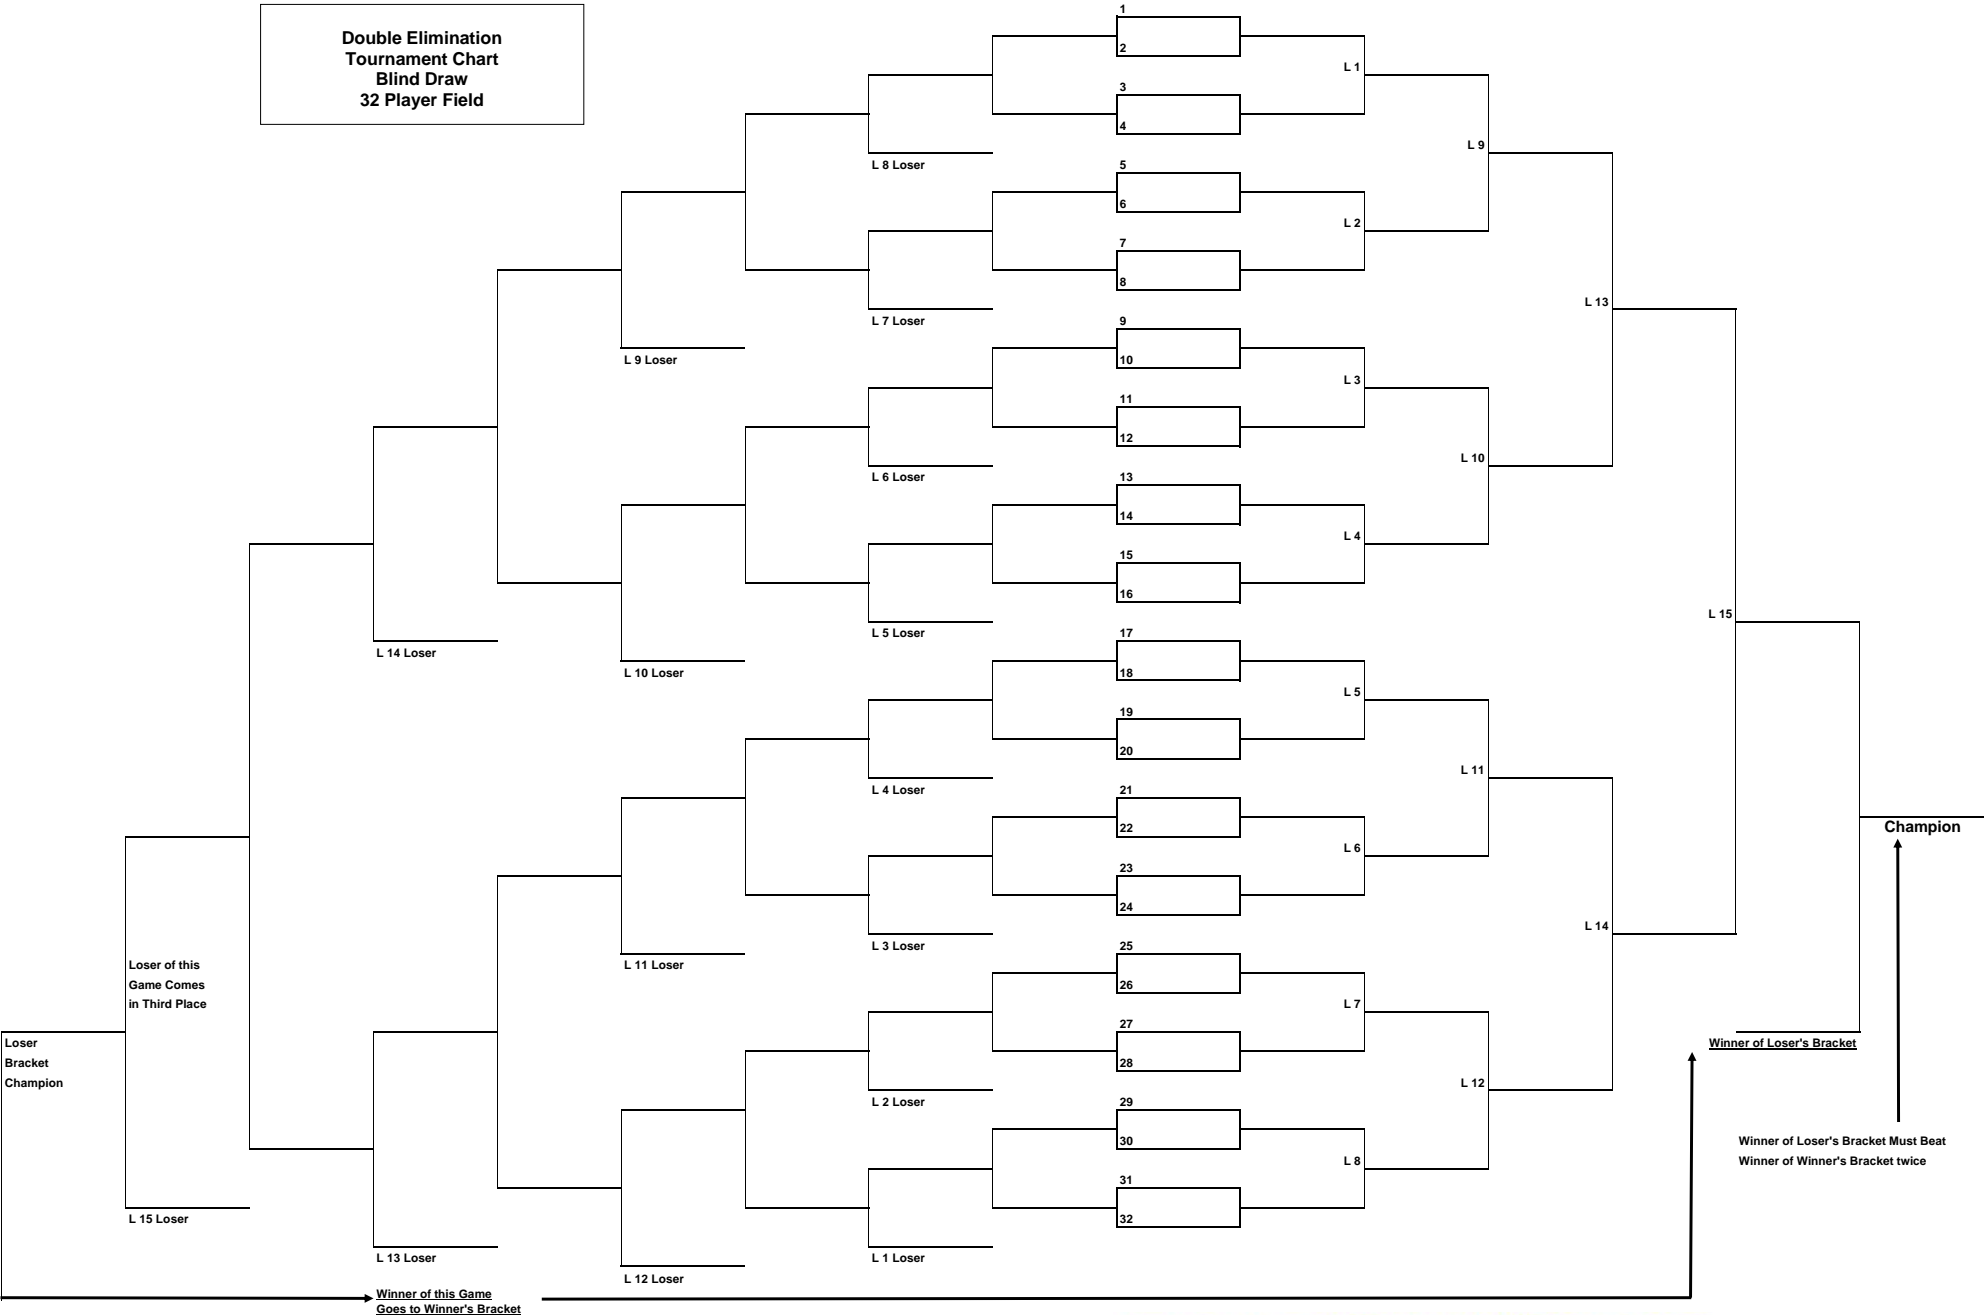 Double Elimination
Tournament Chart
Blind Draw
32 Player Field
1
2
3
4
5
6
7
8
9
10
11
12
13
14
15
16
17
18
19
20
21
22
23
24
25
26
27
28
29
30
31
32
L 1
L 2
L 3
L 4
L 5
L 6
L 7
L 8
L 9
L 10
L 11
L 12
L 13
L 14
L 15
L 8 Loser
L 7 Loser
L 6 Loser
L 5 Loser
L 4 Loser
L 3 Loser
L 2 Loser
L 1 Loser
L 9 Loser
L 10 Loser
L 11 Loser
L 12 Loser
L 14 Loser
L 13 Loser
Loser of this
Game Comes
in Third Place
L 15 Loser
Loser
Bracket
Champion
Winner of this Game
Goes to Winner's Bracket
Champion
Winner of Loser's Bracket
Winner of Loser's Bracket Must Beat
Winner of Winner's Bracket twice